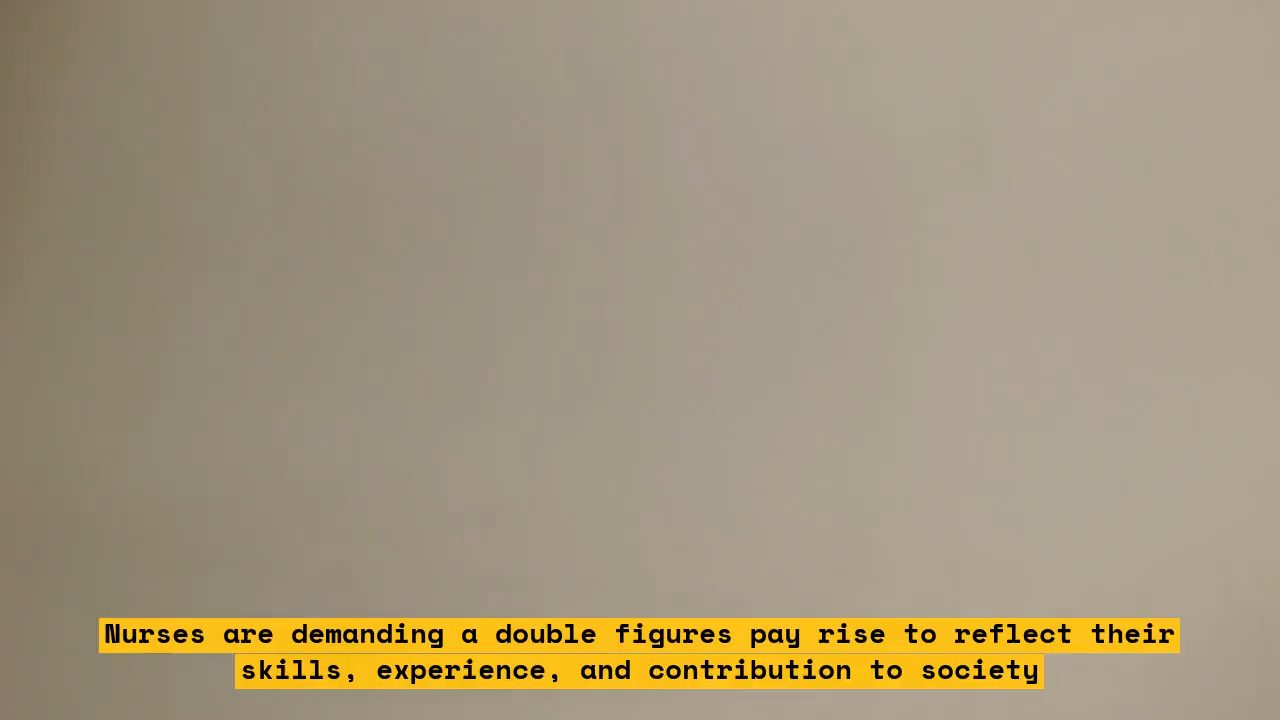 Nurses are demanding a double figures pay rise to reflect their
skills, experience, and contribution to society